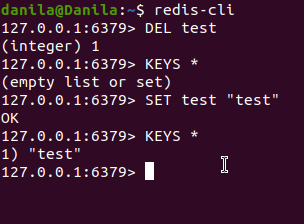 danila@Danila:~$ redis-cli
127.0.0.1:6379> DEL test
(integer) 1
127.0.0.1:6379> KEYS *
(empty list or set)
127.0.0.1:6379> SET test "test"
OK
127.0.0.1:6379> KEYS *
1) "test"
127.0.0.1:6379>